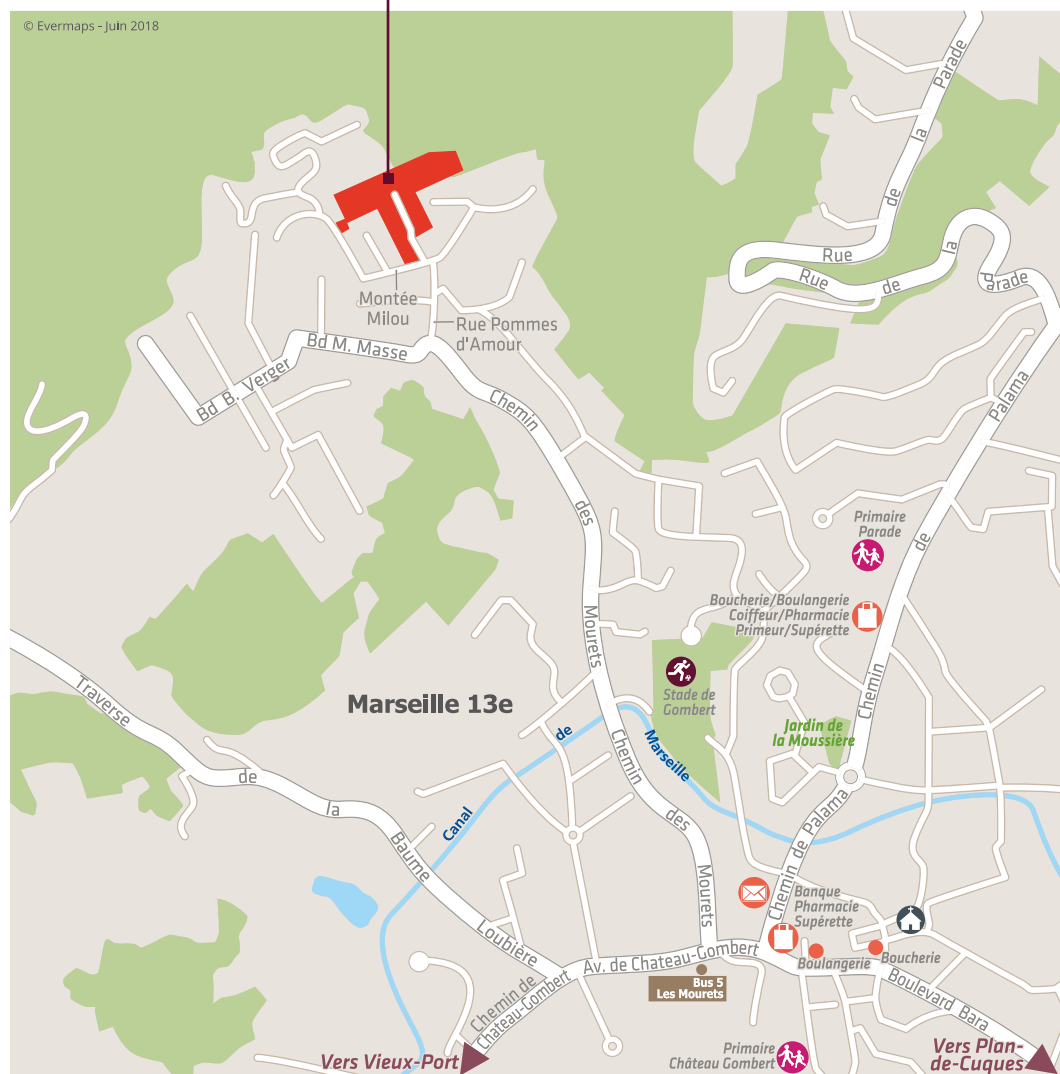 © Evermaps - Juin 2018
Rue de la Parade
Rue de la Parade
Montée
Milou
Rue Pommes
d'Amour
Bd M. Masse
Bd B. Verger
Chemin des Mourets
Chemin de Palama
Primaire
Parade
Boucherie/Boulangerie
Coiffeur/Pharmacie
Primeur/Supérette
Stade de
Gombert
Marseille 13e
Jardin de
la Moussière
Traverse de la Baume Loubière
Canal de Marseille
Chemin des Mourets
Chemin de Palama
Banque
Pharmacie
Supérette
Boulangerie
Boucherie
Av. de Chateau-Gombert
Bus 5
Les Mourets
Chemin de
Chateau-Gombert
Boulevard Bara
Vers Vieux-Port
Primaire
Château Gombert
Vers Plan-
de-Cuques